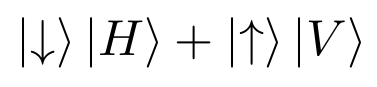 |↓⟩ |H⟩ + |↑⟩ |V⟩